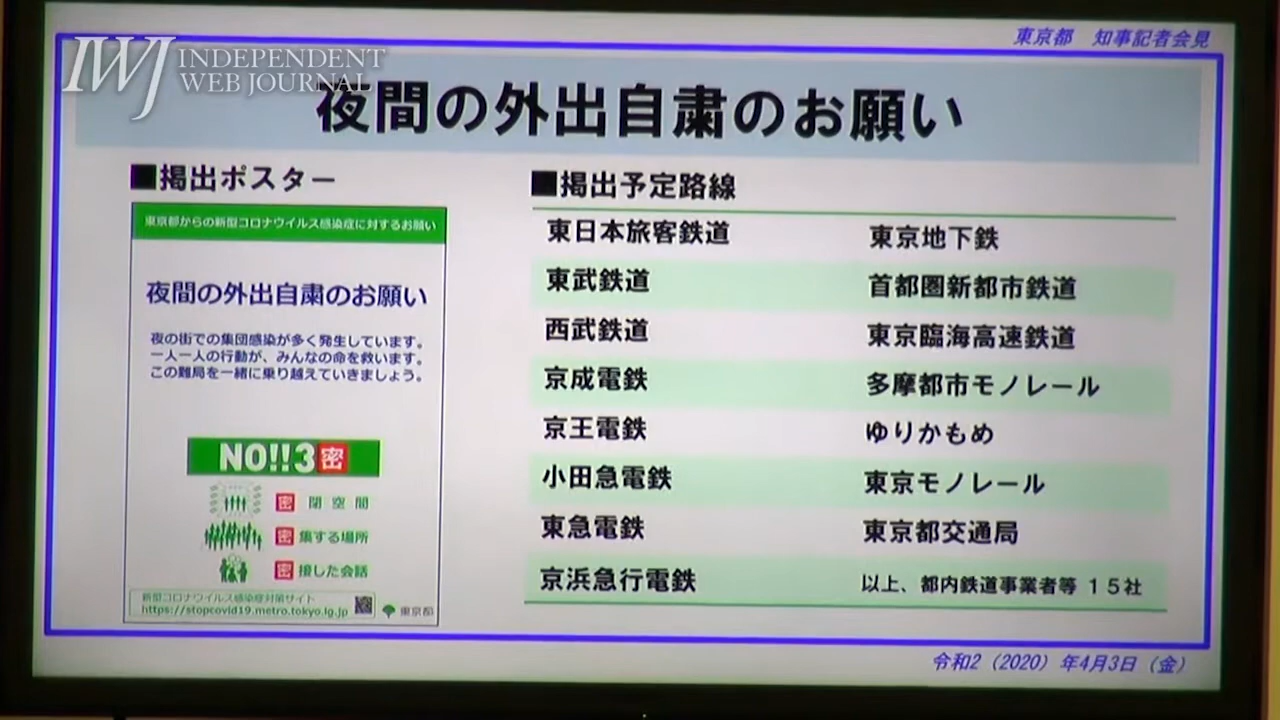 IWJ INDEPENDENT
WEB JOURNAL
東京都　知事記者会見
夜間の外出自粛のお願い
■掲出ポスター
東京都からの新型コロナウイルス感染症に対するお願い
夜間の外出自粛のお願い
夜の街での集団感染が多く発生しています。
一人一人の行動が、みんなの命を救います。
この難局を一緒に乗り越えていきましょう。
NO!!3密
密 閉 空 間
密 集する場所
密 接した会話
新型コロナウイルス感染症対策サイト
https://stopcovid19.metro.tokyo.lg.jp
東京都
■掲出予定路線
東日本旅客鉄道　東京地下鉄
東武鉄道　首都圏新都市鉄道
西武鉄道　東京臨海高速鉄道
京成電鉄　多摩都市モノレール
京王電鉄　ゆりかもめ
小田急電鉄　東京モノレール
東急電鉄　東京都交通局
京浜急行電鉄　以上、都内鉄道事業者等 １５社
令和2（2020）年4月3日（金）